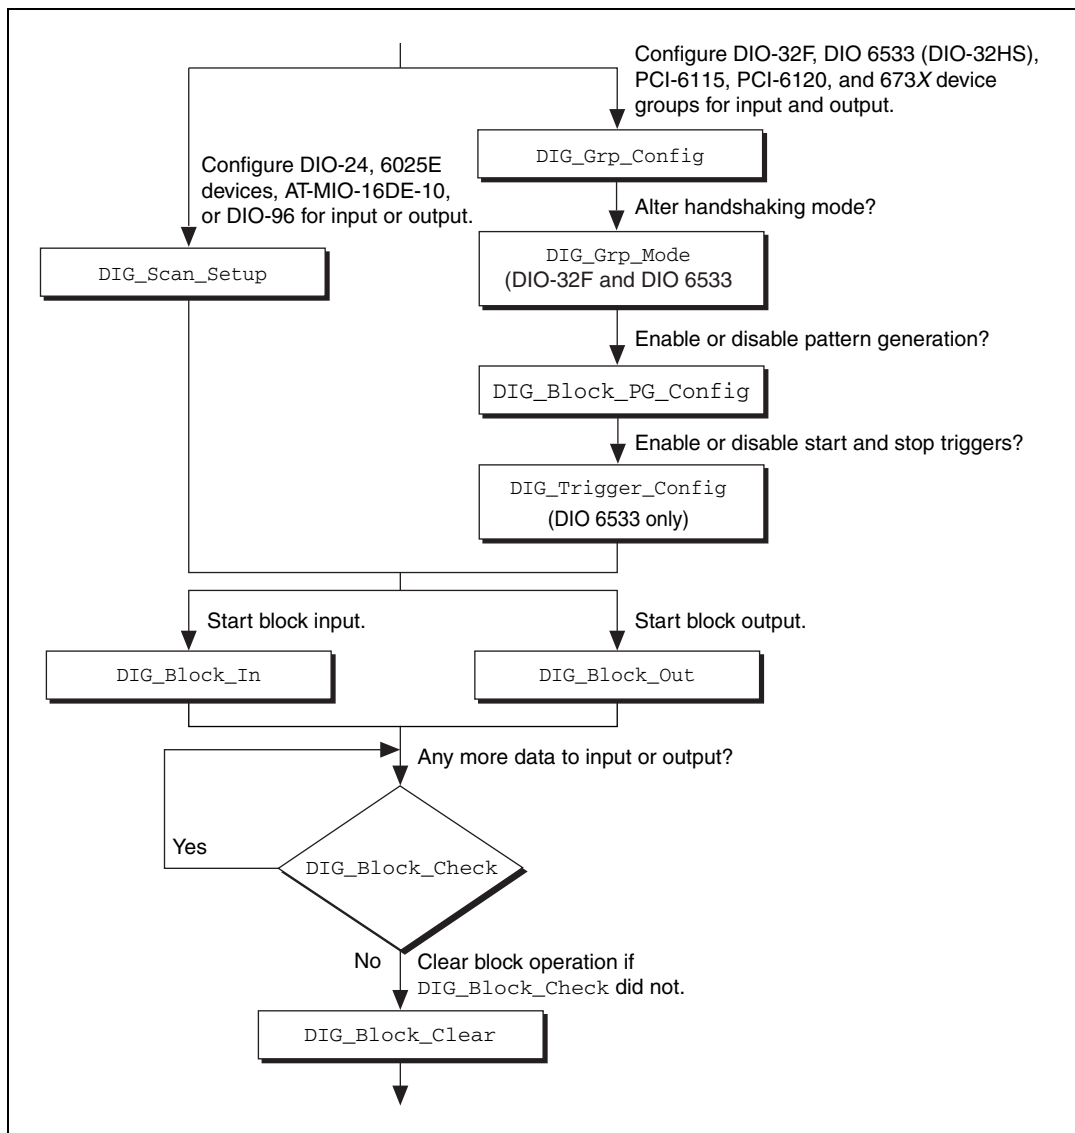 Configure DIO-32F, DIO 6533 (DIO-32HS),
PCI-6115, PCI-6120, and 673X device
groups for input and output.
DIG_Grp_Config
Configure DIO-24, 6025E
devices, AT-MIO-16DE-10,
or DIO-96 for input or output.
Alter handshaking mode?
DIG_Scan_Setup
DIG_Grp_Mode
(DIO-32F and DIO 6533
Enable or disable pattern generation?
DIG_Block_PG_Config
Enable or disable start and stop triggers?
DIG_Trigger_Config
(DIO 6533 only)
Start block input.
Start block output.
DIG_Block_In
DIG_Block_Out
Any more data to input or output?
Yes
DIG_Block_Check
No
Clear block operation if
DIG_Block_Check did not.
DIG_Block_Clear